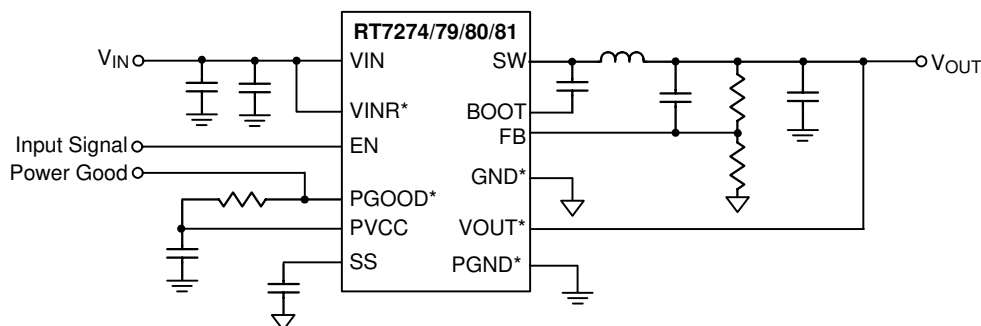 RT7274/79/80/81
VIN
VIN
SW
VOUT
VINR*
BOOT
FB
Input Signal
EN
Power Good
PGOOD*
GND*
PVCC
VOUT*
SS
PGND*